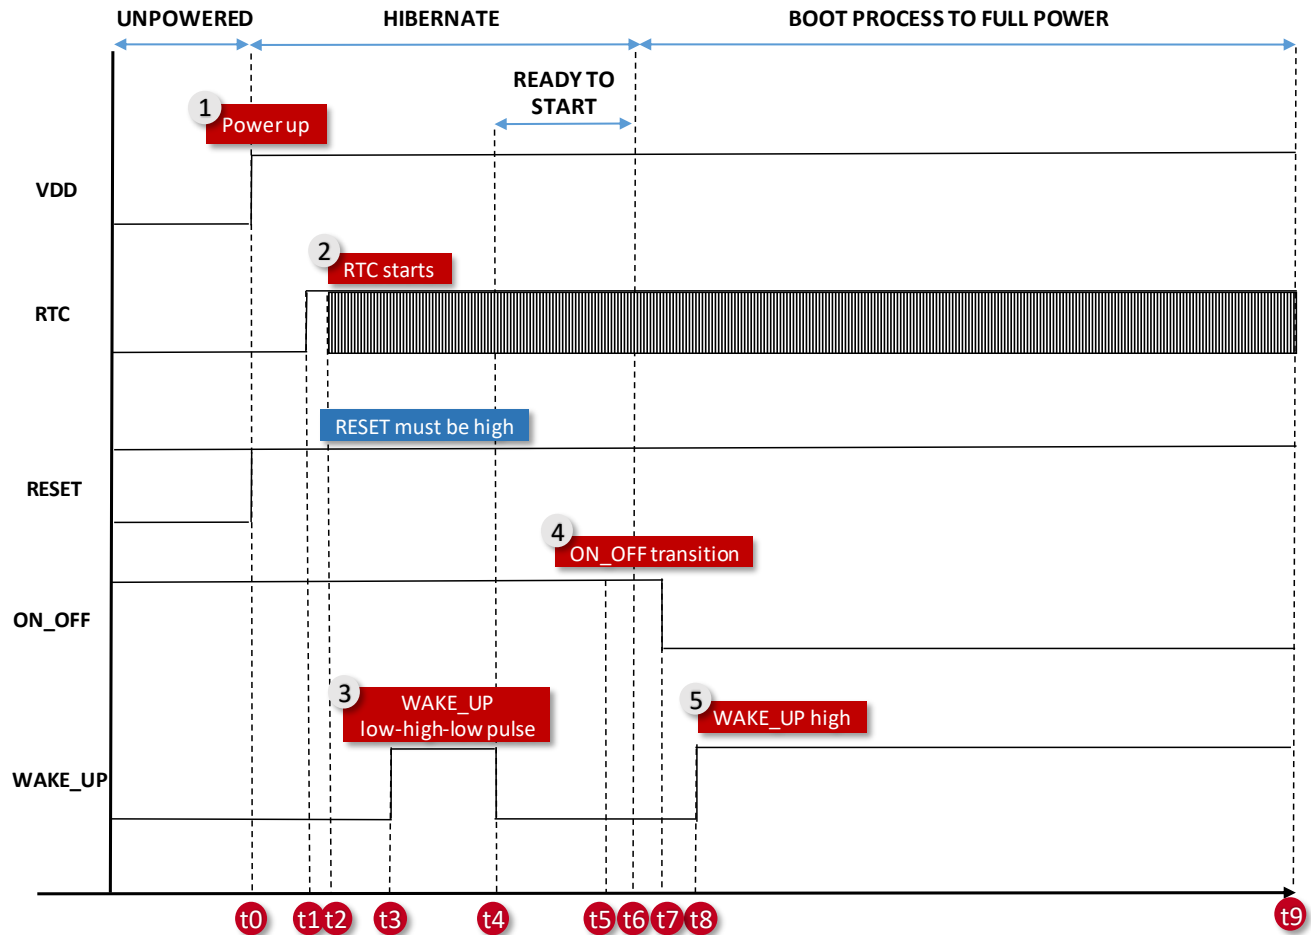 UNPOWERED
HIBERNATE
BOOT PROCESS TO FULL POWER
READY TO
START
1
Power up
VDD
2
RTC starts
RTC
RESET must be high
RESET
4
ON_OFF transition
ON_OFF
3
WAKE_UP
low-high-low pulse
5
WAKE_UP high
WAKE_UP
t0
t1
t2
t3
t4
t5
t6
t7
t8
t9